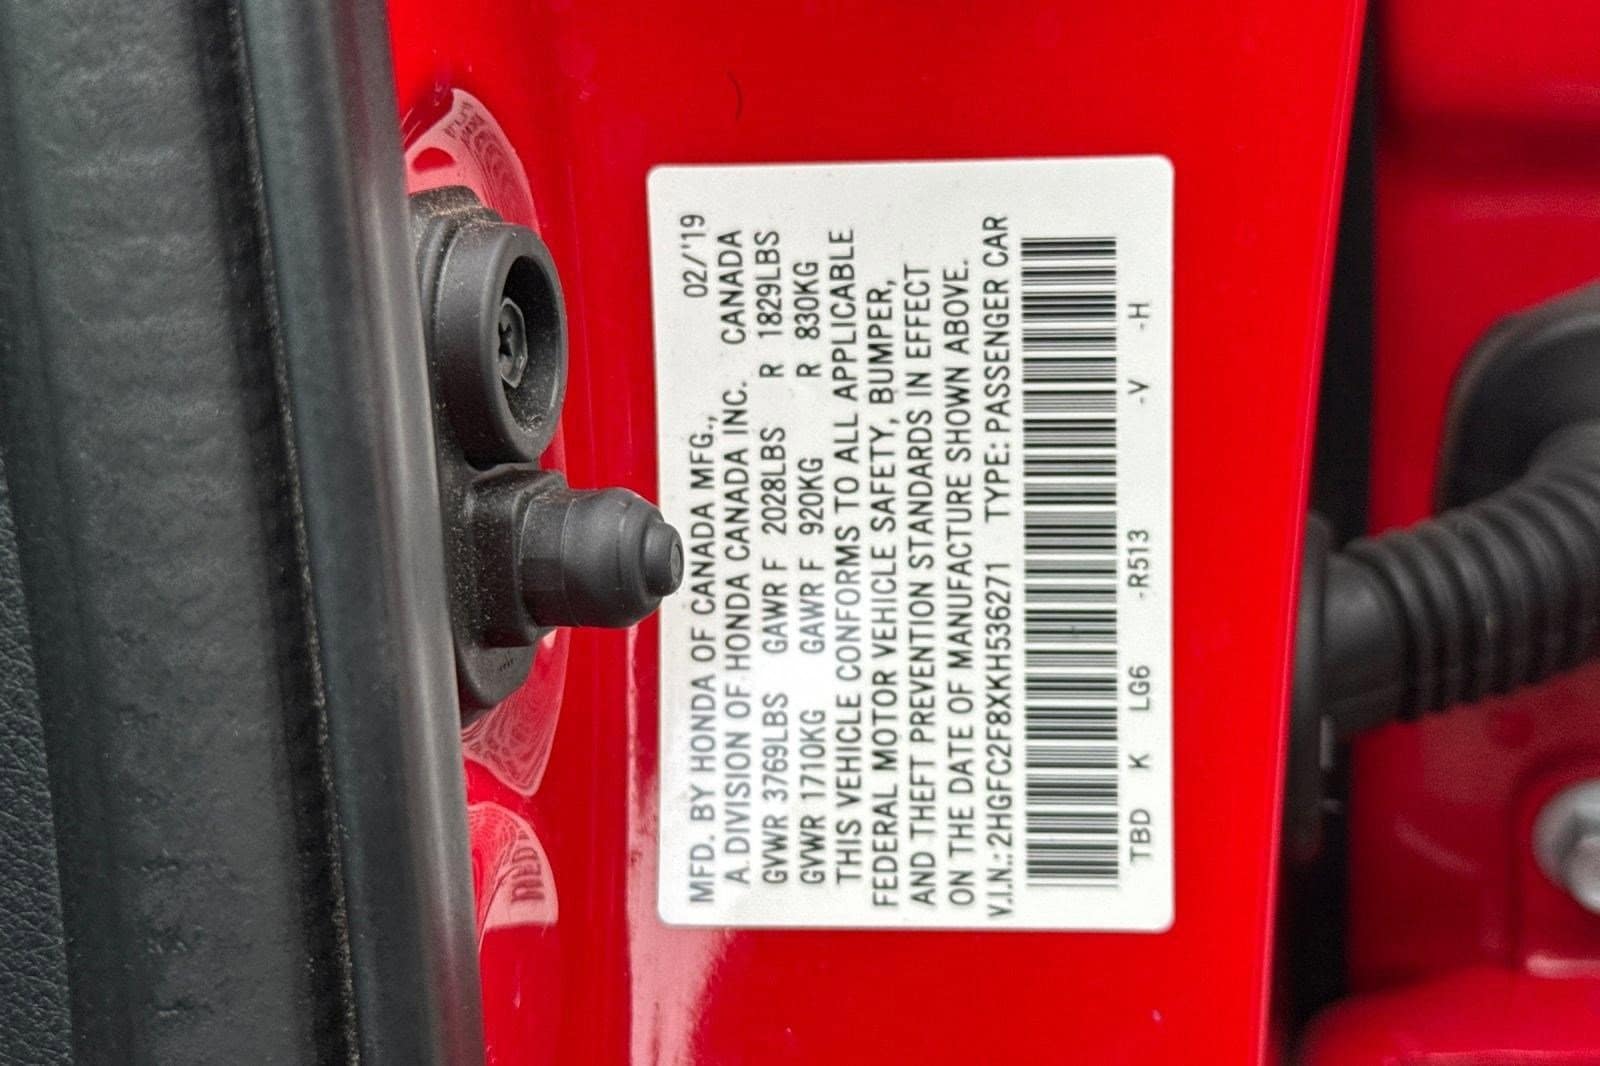 MFD. BY HONDA OF CANADA MFG., 02/'19
A DIVISION OF HONDA CANADA INC. CANADA
GVWR 3769LBS GAWR F 2028LBS R 1829LBS
GVWR 1710KG GAWR F 920KG R 830KG
THIS VEHICLE CONFORMS TO ALL APPLICABLE
FEDERAL MOTOR VEHICLE SAFETY, BUMPER,
AND THEFT PREVENTION STANDARDS IN EFFECT
ON THE DATE OF MANUFACTURE SHOWN ABOVE.
V.I.N.: 2HGFC2F8XKH536271 TYPE: PASSENGER CAR
TBD K LG6 -R513 -V -H